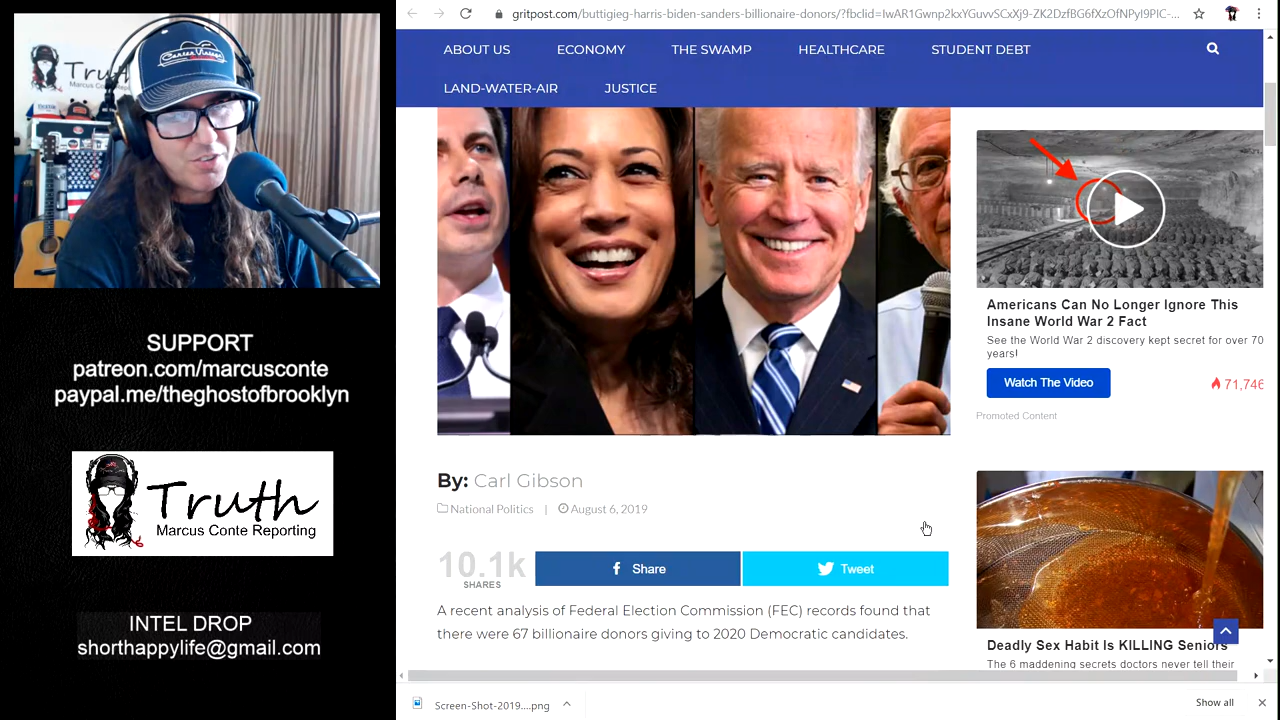 Truth
Marcus Conte
SUPPORT
patreon.com/marcusconte
paypal.me/theghostofbrooklyn
Truth
Marcus Conte Reporting
INTEL DROP
shorthappylife@gmail.com
gritpost.com/buttigieg-harris-biden-sanders-billionaire-donors/?fbclid=IwAR1Gwnp2kxYGuvvSCxXj9-ZK2DzfBG6fXzOfNPyI9PIC-...
ABOUT US ECONOMY THE SWAMP HEALTHCARE STUDENT DEBT
LAND-WATER-AIR JUSTICE
By: Carl Gibson
National Politics | August 6, 2019
10.1k
SHARES
Share
Tweet
A recent analysis of Federal Election Commission (FEC) records found that
there were 67 billionaire donors giving to 2020 Democratic candidates.
Americans Can No Longer Ignore This
Insane World War 2 Fact
See the World War 2 discovery kept secret for over 70
years!
Watch The Video
71,746
Promoted Content
Deadly Sex Habit Is KILLING Seniors
The 6 maddening secrets doctors never tell their
Screen-Shot-2019....png
Show all